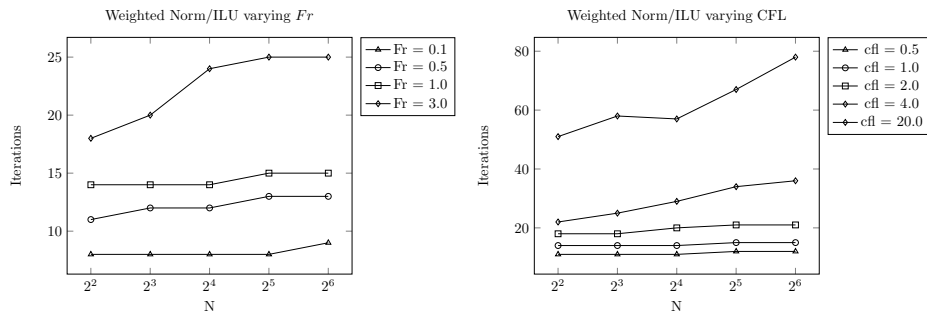 Weighted Norm/ILU varying Fr
25
20
15
10
Iterations
2^2
2^3
2^4
2^5
2^6
N
Fr = 0.1
Fr = 0.5
Fr = 1.0
Fr = 3.0
Weighted Norm/ILU varying CFL
80
60
40
20
Iterations
2^2
2^3
2^4
2^5
2^6
N
cfl = 0.5
cfl = 1.0
cfl = 2.0
cfl = 4.0
cfl = 20.0